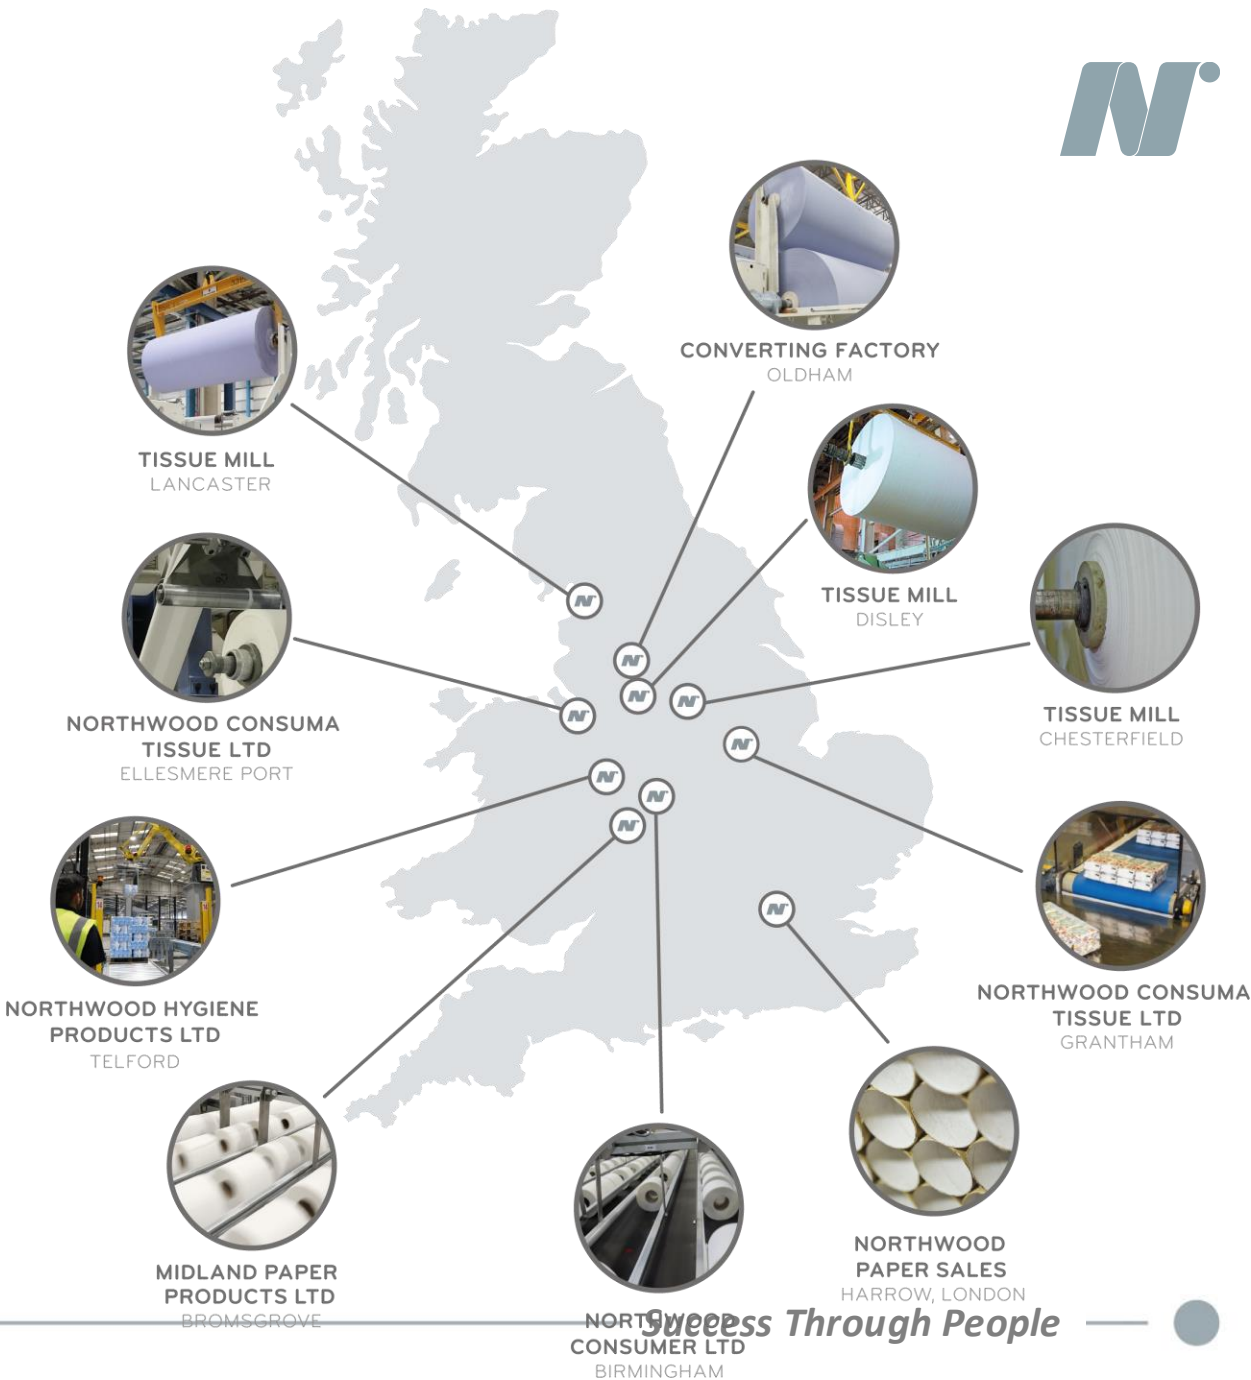 CONVERTING FACTORY
OLDHAM
TISSUE MILL
LANCASTER
TISSUE MILL
DISLEY
TISSUE MILL
CHESTERFIELD
NORTHWOOD CONSUMA
TISSUE LTD
ELLESMERE PORT
NORTHWOOD HYGIENE
PRODUCTS LTD
TELFORD
NORTHWOOD CONSUMA
TISSUE LTD
GRANTHAM
MIDLAND PAPER
PRODUCTS LTD
BROMSGROVE
NORTHWOOD
PAPER SALES
HARROW, LONDON
NORTHWOOD
CONSUMER LTD
BIRMINGHAM
Success Through People